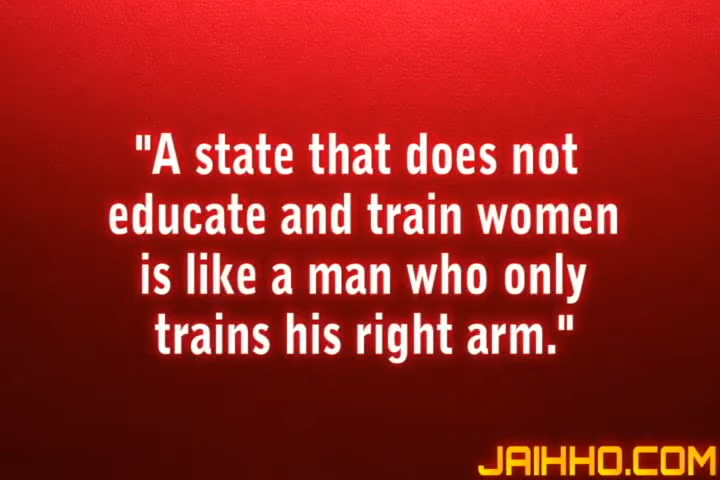 "A state that does not
educate and train women
is like a man who only
trains his right arm."
JAIHHO.COM